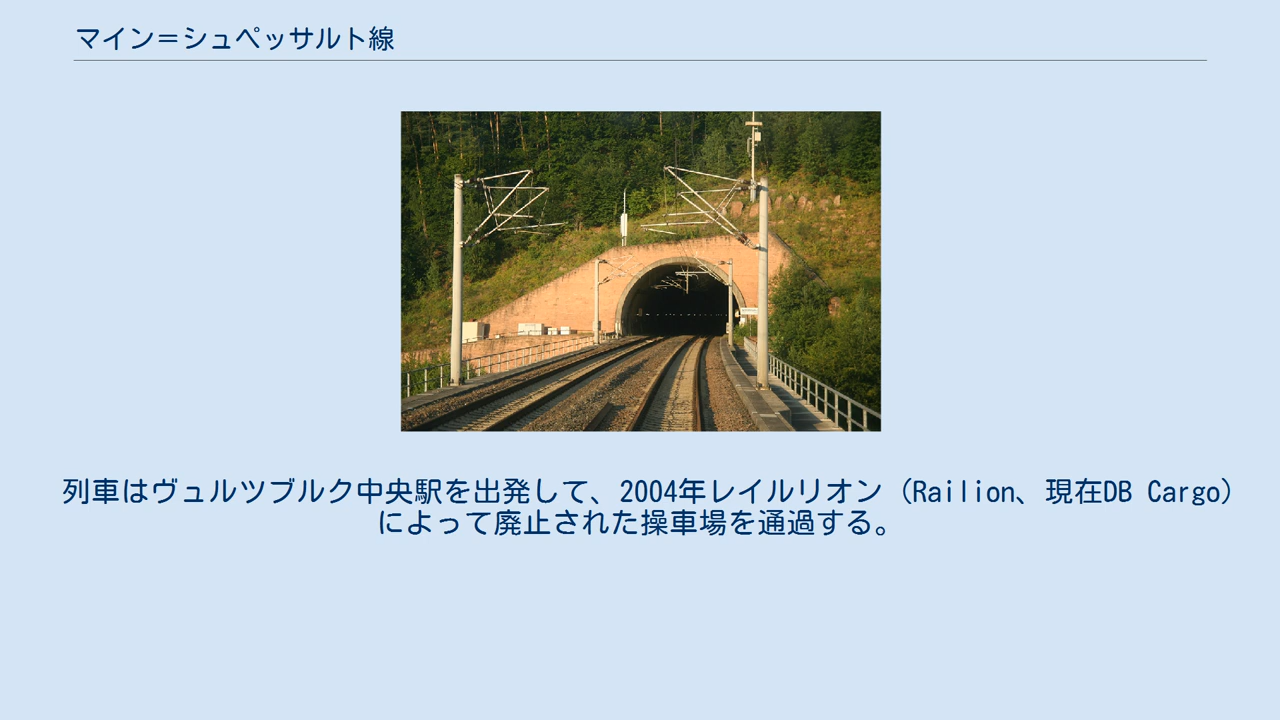 マイン＝シュペッサルト線
列車はヴュルツブルク中央駅を出発して、2004年レイルリオン（Railion、現在DB Cargo）
によって廃止された操車場を通過する。